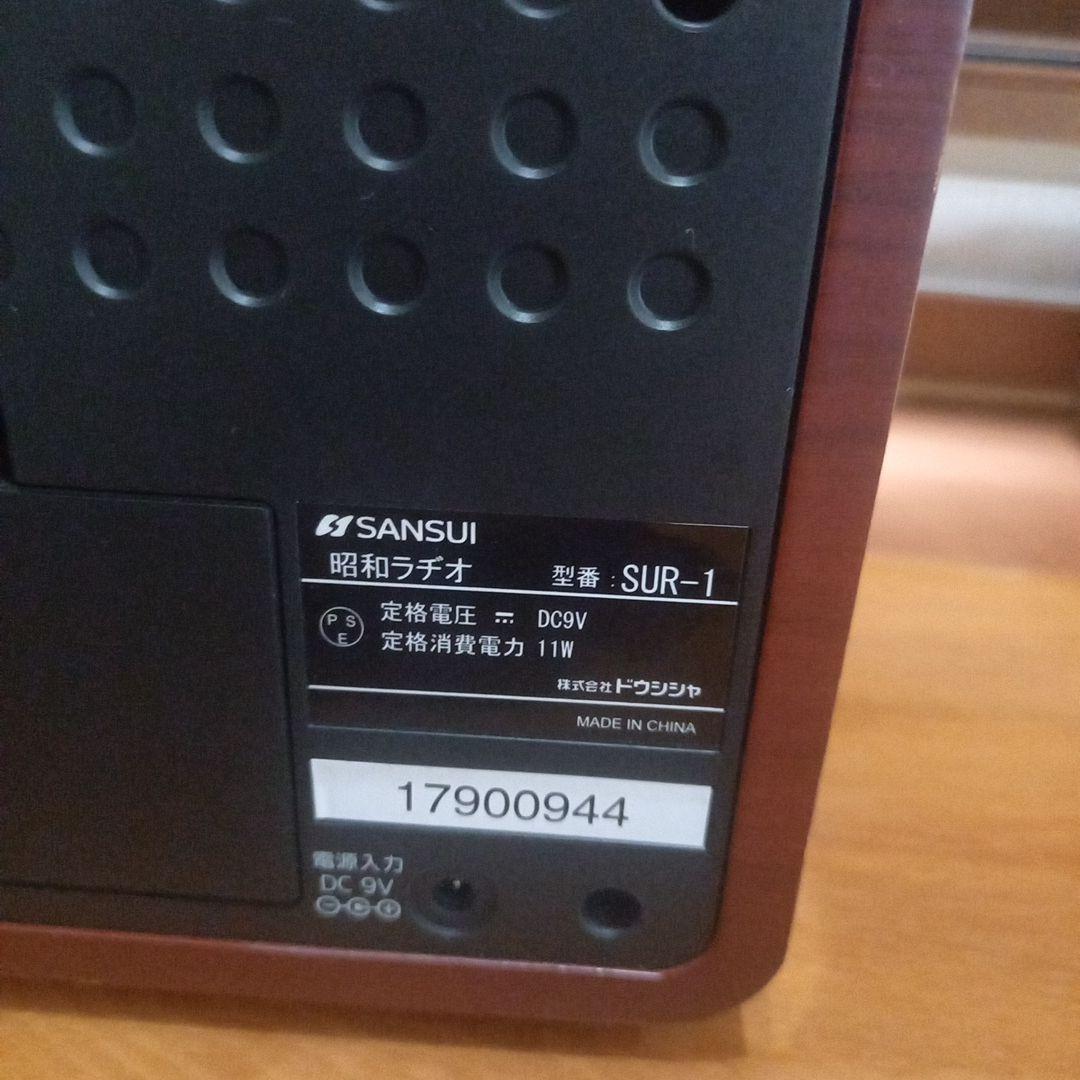 SANSUI
昭和ラヂオ 型番:SUR-1
PSE 定格電圧 ⎓ DC9V
定格消費電力 11W
株式会社ドウシシャ
MADE IN CHINA
17900944
電源入力
DC 9V